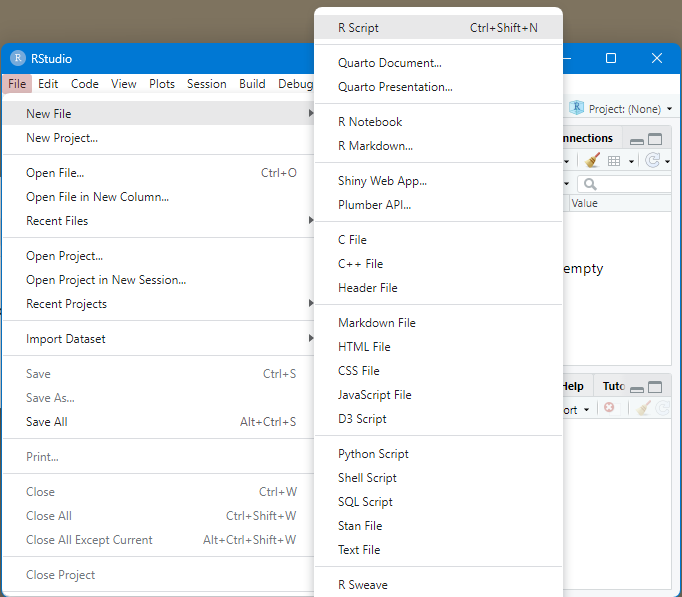 R RStudio
File Edit Code View Plots Session Build Debug
New File
New Project...
Open File... Ctrl+O
Open File in New Column...
Recent Files
Open Project...
Open Project in New Session...
Recent Projects
Import Dataset
Save Ctrl+S
Save As...
Save All Alt+Ctrl+S
Print...
Close Ctrl+W
Close All Ctrl+Shift+W
Close All Except Current Alt+Ctrl+Shift+W
Close Project
R Script Ctrl+Shift+N
Quarto Document...
Quarto Presentation...
R Notebook
R Markdown...
Shiny Web App...
Plumber API...
C File
C++ File
Header File
Markdown File
HTML File
CSS File
JavaScript File
D3 Script
Python Script
Shell Script
SQL Script
Stan File
Text File
R Sweave
R Project: (None)
nnections
Value
empty
Help Tuto
ort